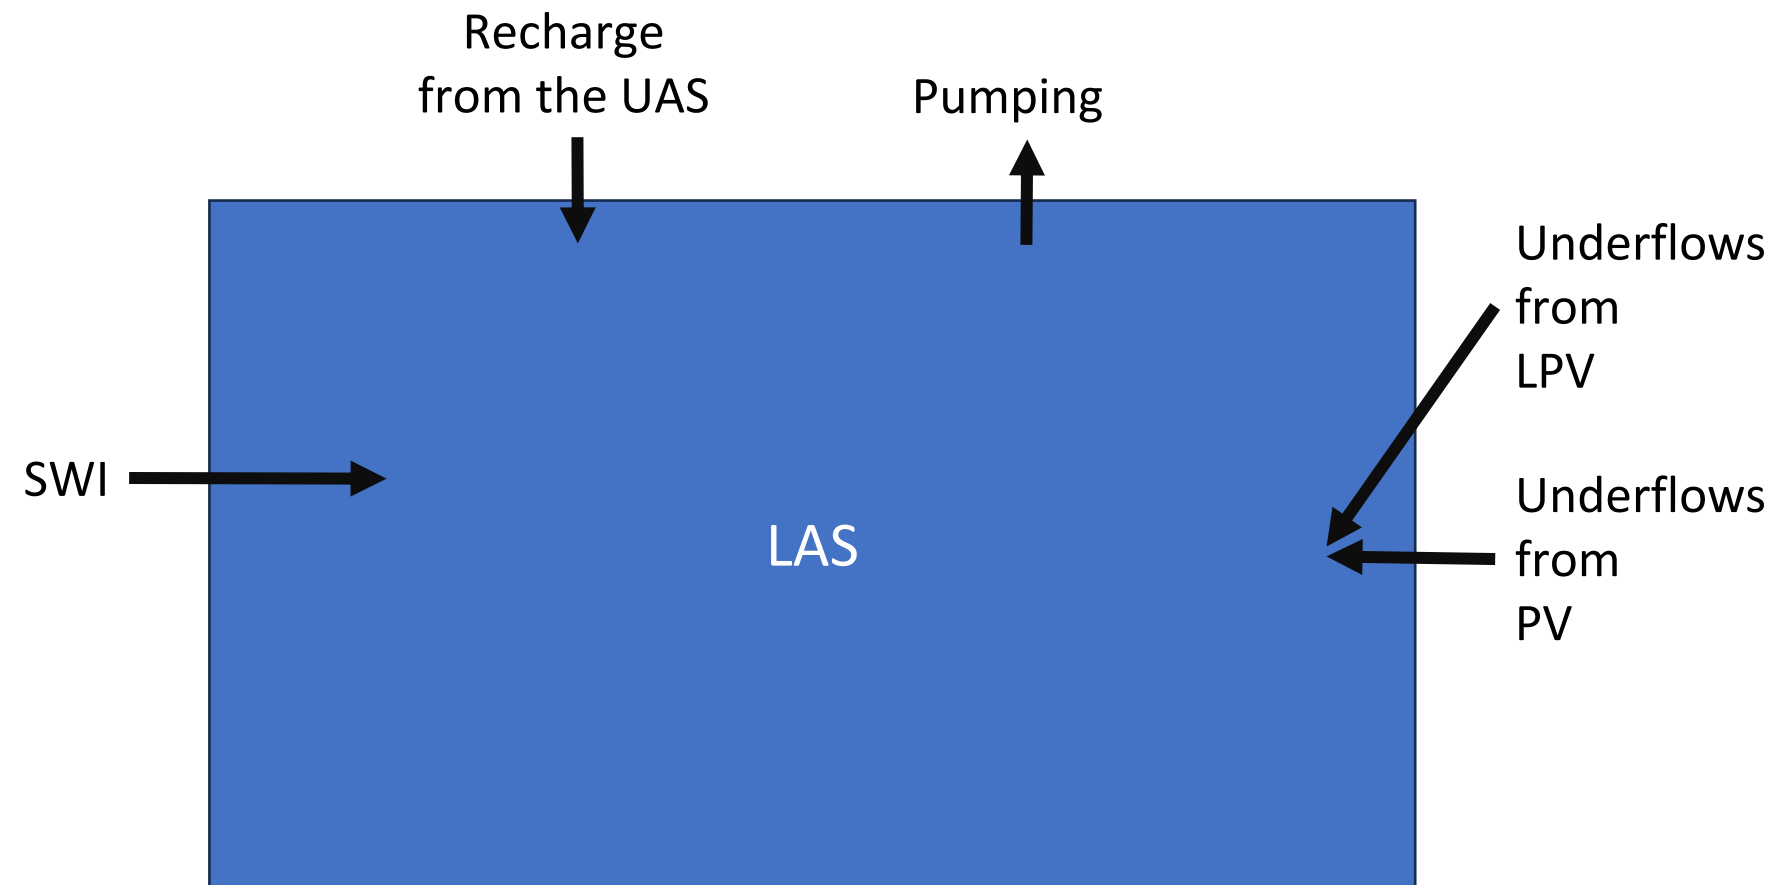 Recharge
from the UAS
Pumping
Underflows
from
LPV
SWI
Underflows
from
PV
LAS